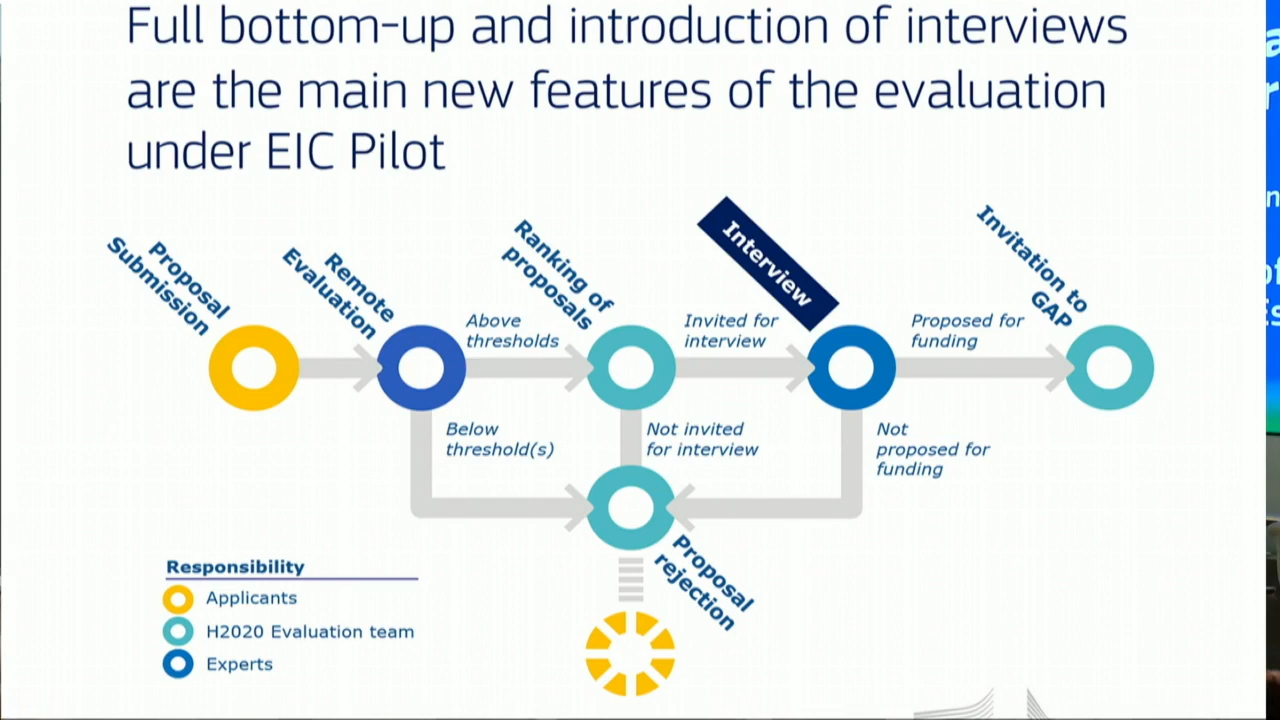 Full bottom-up and introduction of interviews
are the main new features of the evaluation
under EIC Pilot
Proposal
Submission
Remote
Evaluation
Ranking of
proposals
Interview
Invitation to
GAP
Above
thresholds
Invited for
interview
Proposed for
funding
Below
threshold(s)
Not invited
for interview
Not
proposed for
funding
Proposal
rejection
Responsibility
Applicants
H2020 Evaluation team
Experts